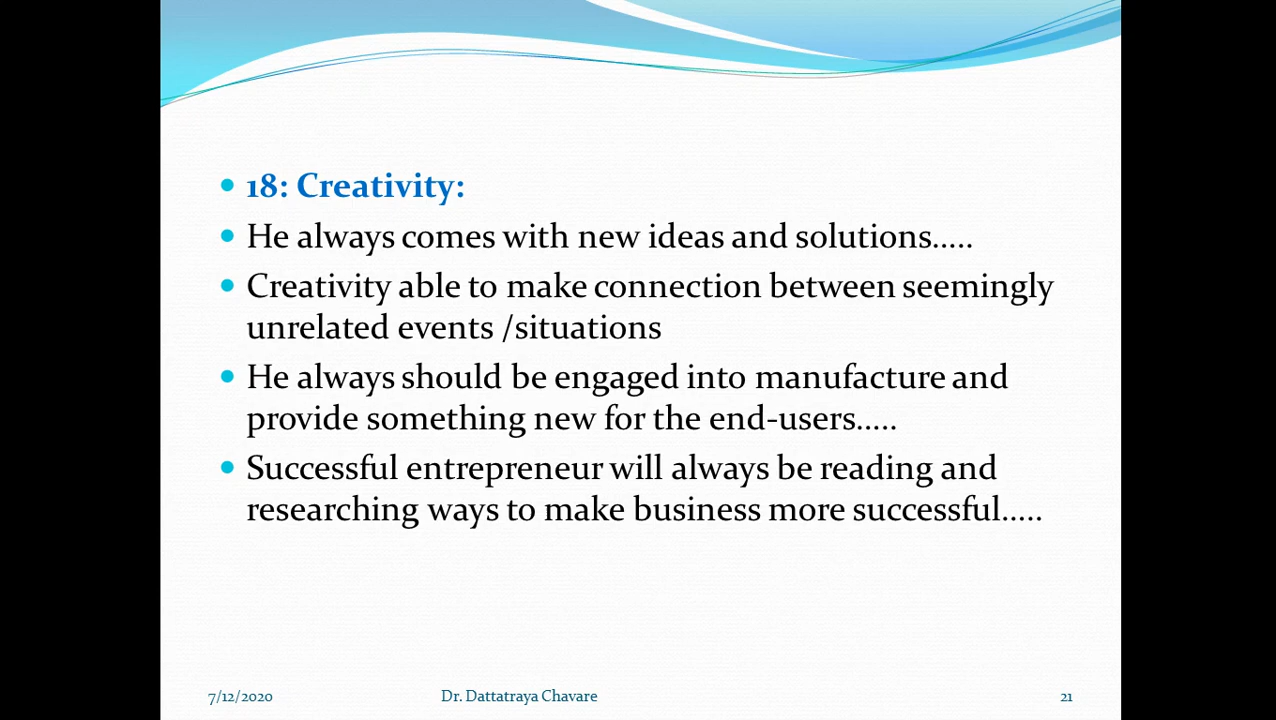 • 18: Creativity:
• He always comes with new ideas and solutions.....
• Creativity able to make connection between seemingly
unrelated events /situations
• He always should be engaged into manufacture and
provide something new for the end-users.....
• Successful entrepreneur will always be reading and
researching ways to make business more successful.....
7/12/2020 Dr. Dattatraya Chavare 21